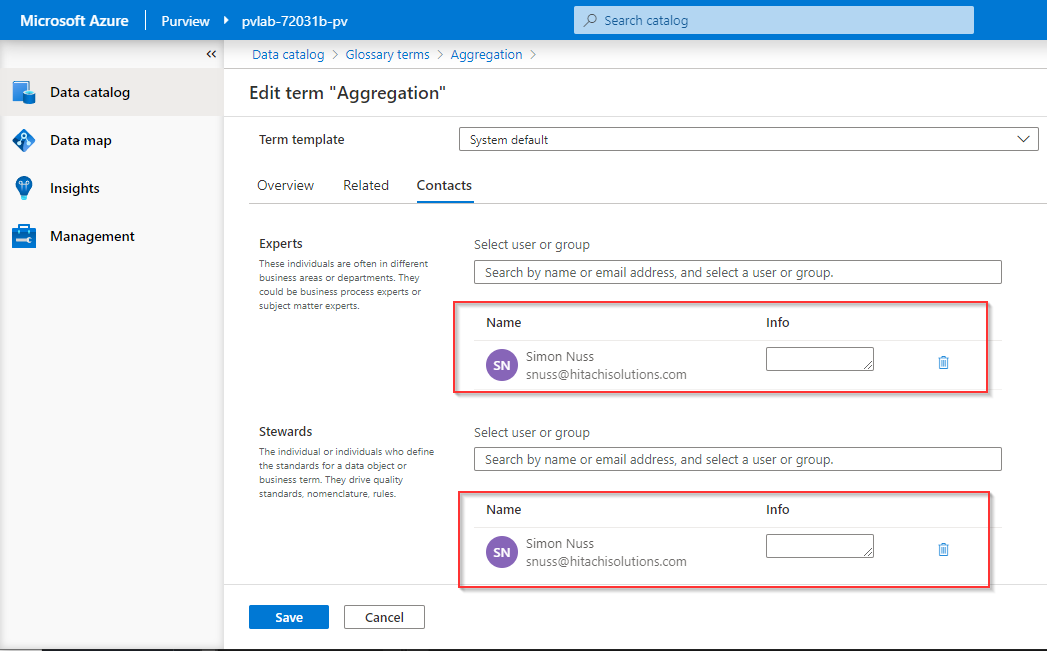 Microsoft Azure Purview pvlab-72031b-pv Search catalog
Data catalog > Glossary terms > Aggregation >
Data catalog
Data map
Insights
Management
Edit term "Aggregation"
Term template System default
Overview Related Contacts
Experts
These individuals are often in different
business areas or departments. They
could be business process experts or
subject matter experts.
Select user or group
Search by name or email address, and select a user or group.
Name Info
SN Simon Nuss
snuss@hitachisolutions.com
Stewards
The individual or individuals who define
the standards for a data object or
business term. They drive quality
standards, nomenclature, rules.
Select user or group
Search by name or email address, and select a user or group.
Name Info
SN Simon Nuss
snuss@hitachisolutions.com
Save Cancel